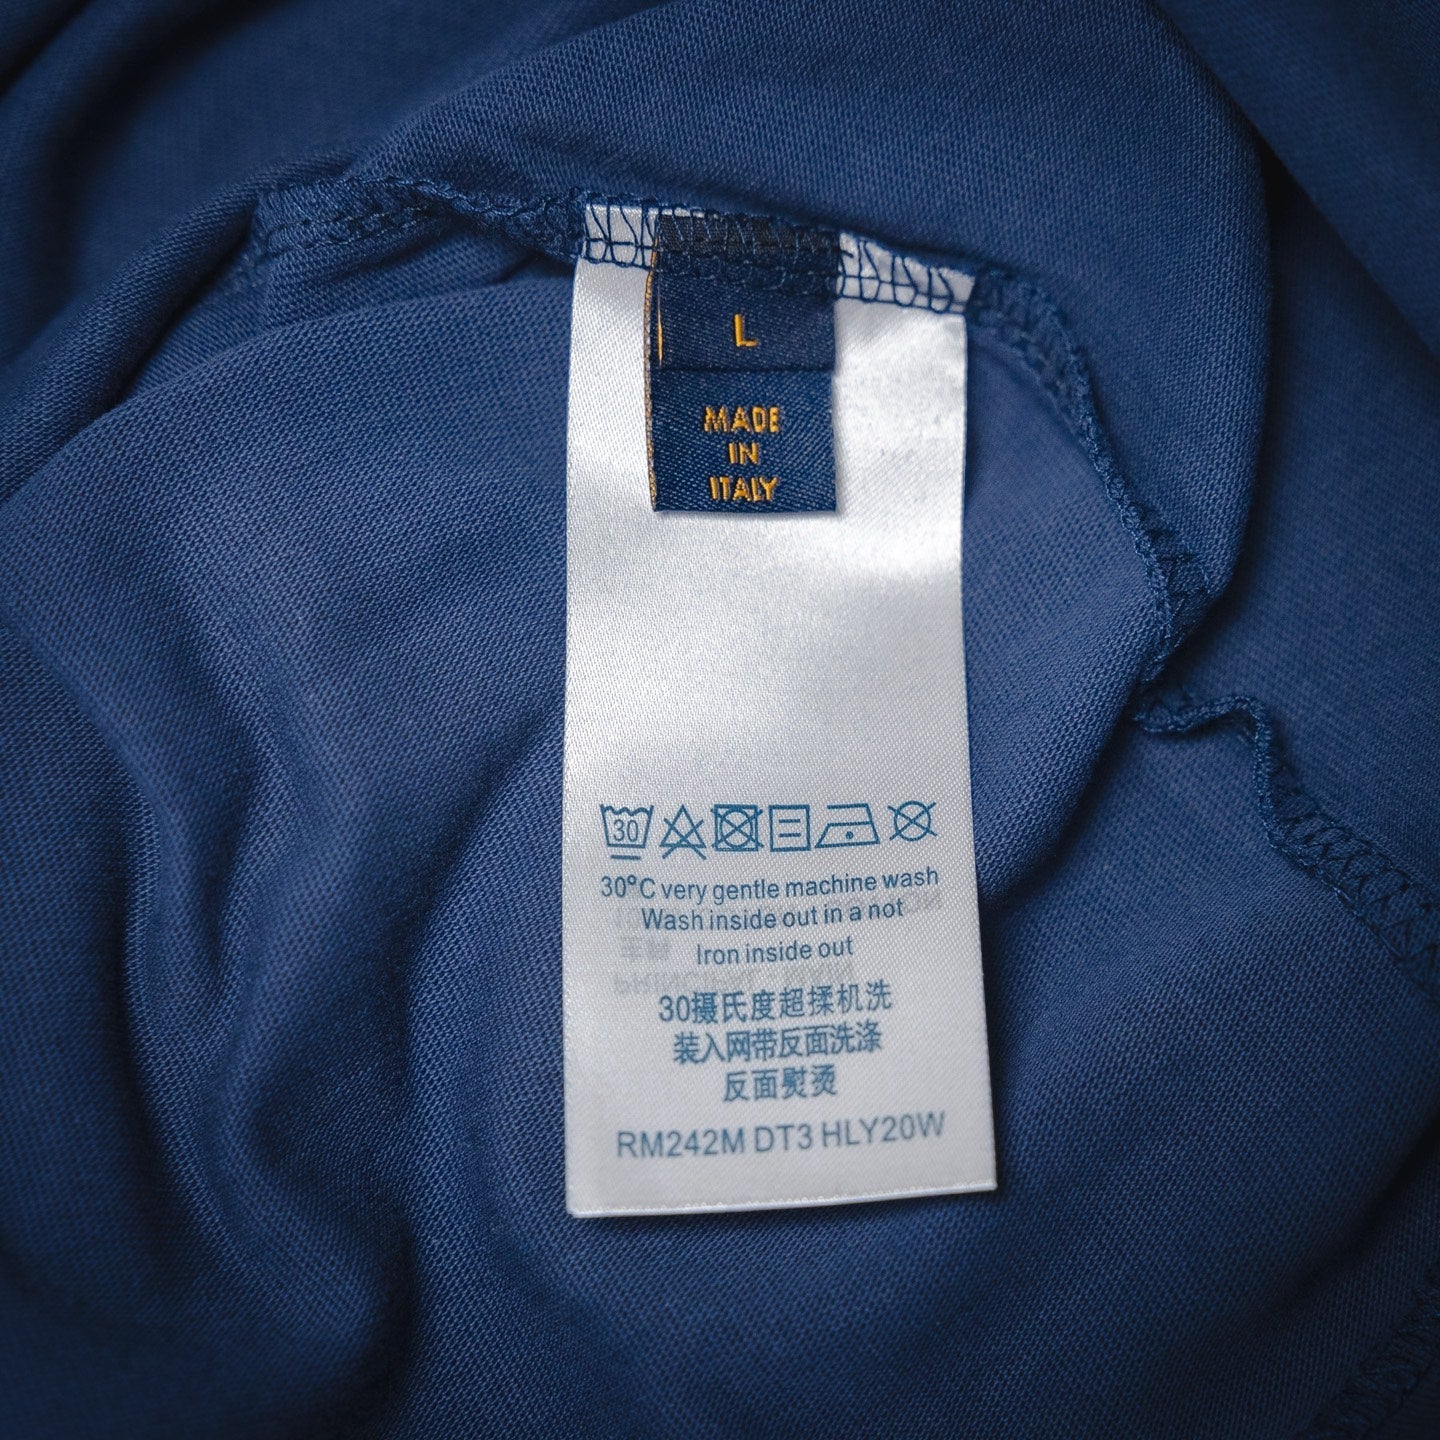 L
MADE
IN
ITALY
30
30°C very gentle machine wash
Wash inside out in a not
Iron inside out
30摄氏度超揉机洗
装入网带反面洗涤
反面熨烫
RM242M DT3 HLY20W